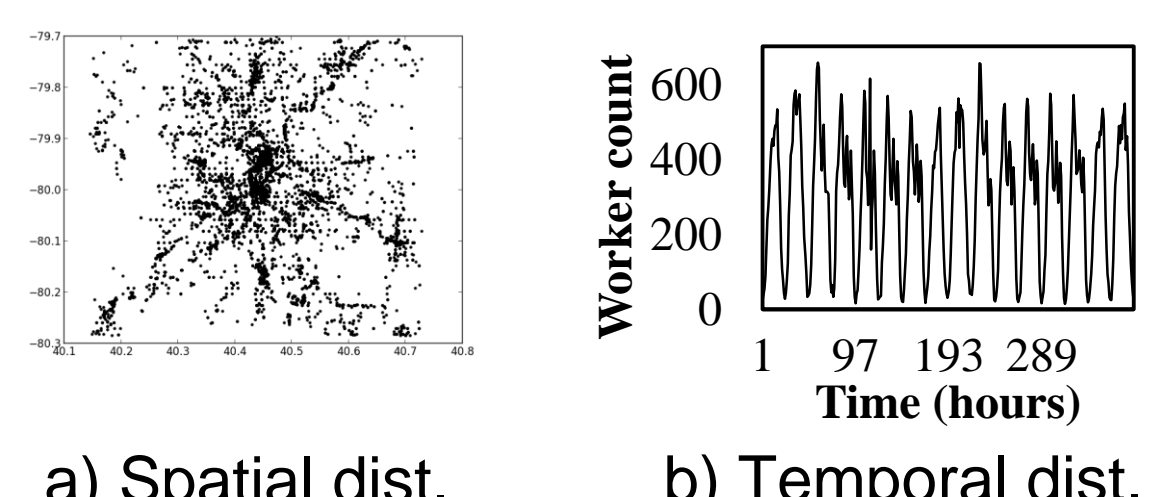 −79.7
−79.8
−79.9
−80.0
−80.1
−80.2
−80.3
40.1 40.2 40.3 40.4 40.5 40.6 40.7 40.8
a) Spatial dist.
Worker count
600
400
200
0
1 97 193 289
Time (hours)
b) Temporal dist.